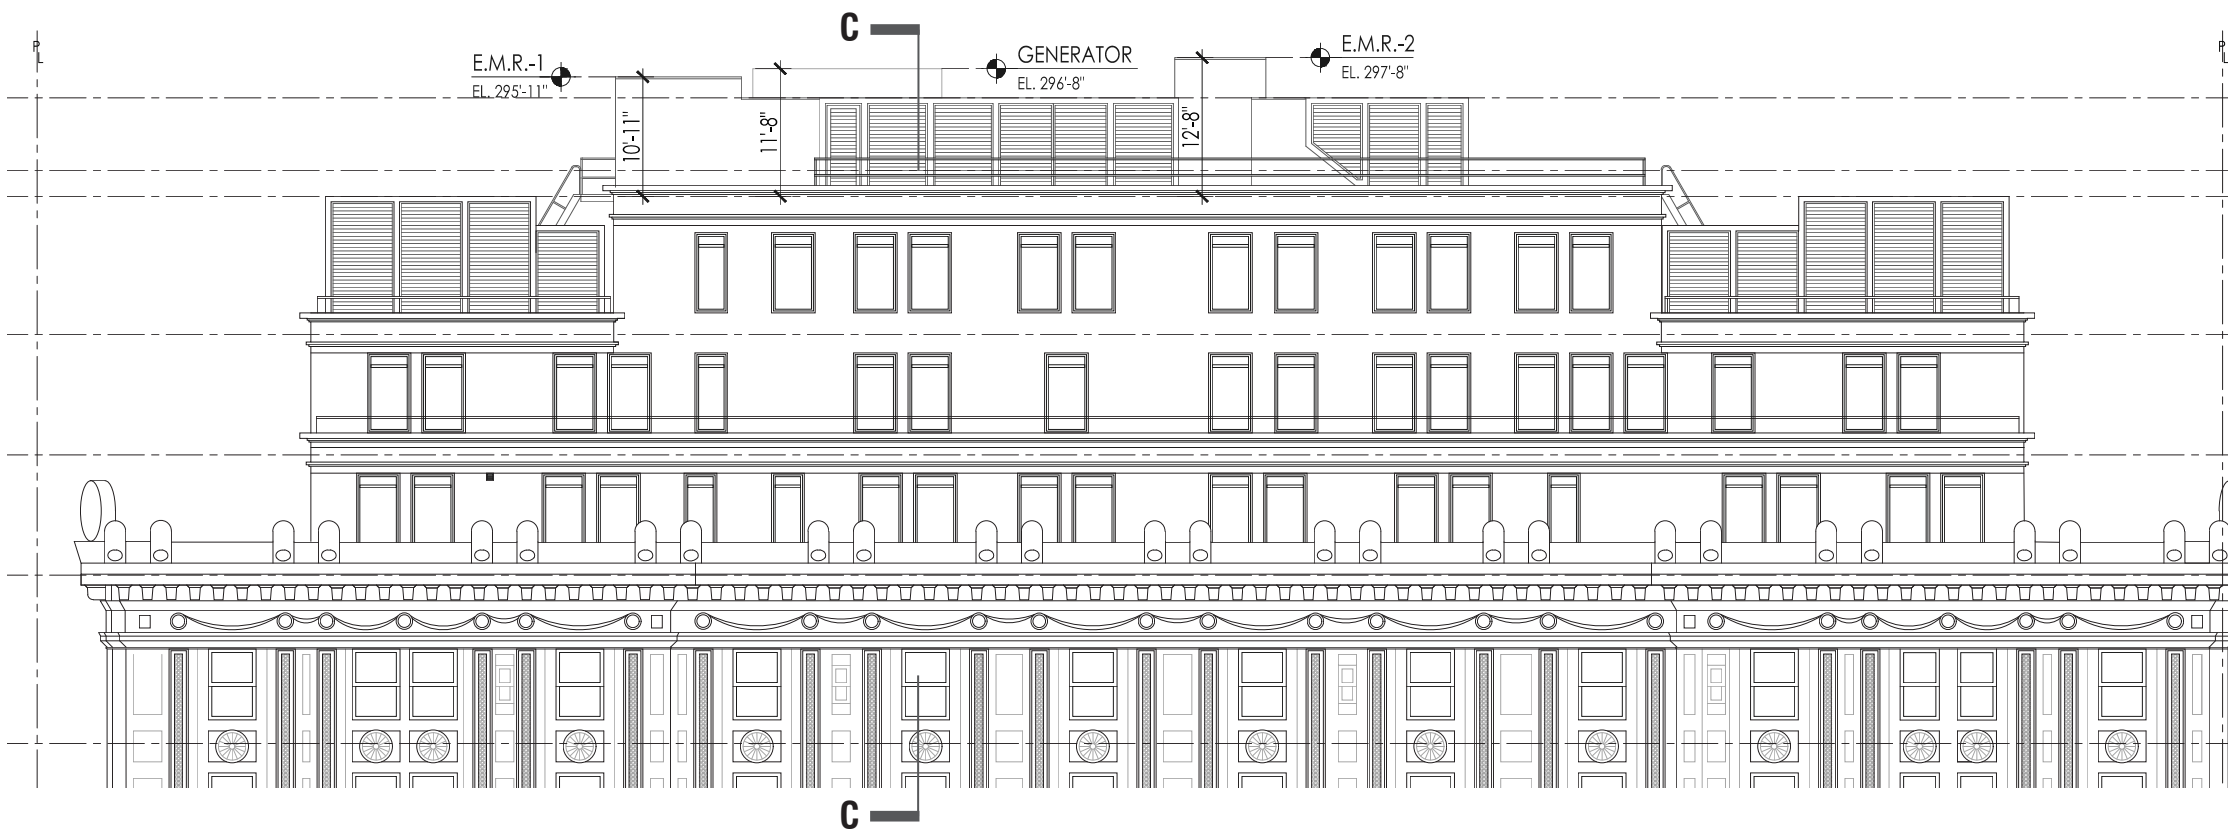 C
P
L
E.M.R.-1
EL. 295'-11"
GENERATOR
EL. 296'-8"
E.M.R.-2
EL. 297'-8"
P
L
10'-11"
11'-8"
12'-8"
C